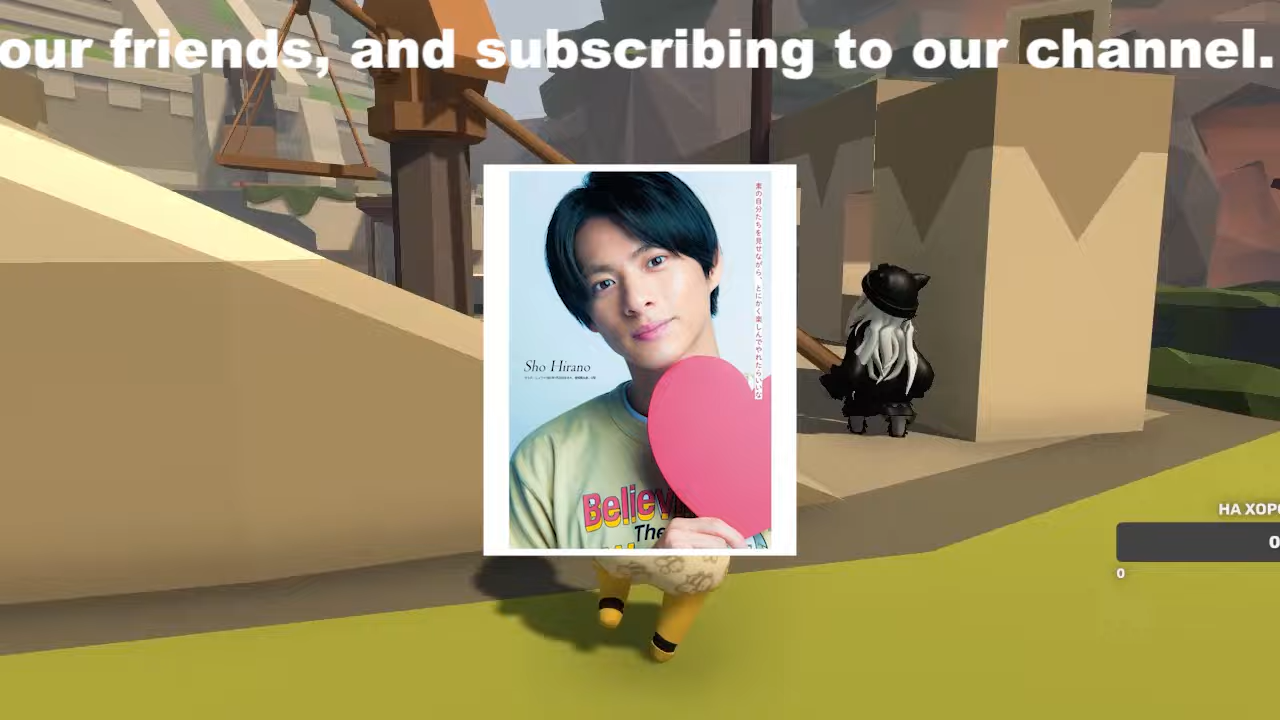 our friends, and subscribing to our channel.
素の自分たちを見せながら、とにかく楽しんでやれたらいいな
Sho Hirano
Believ
The
НА ХОРО
0
0